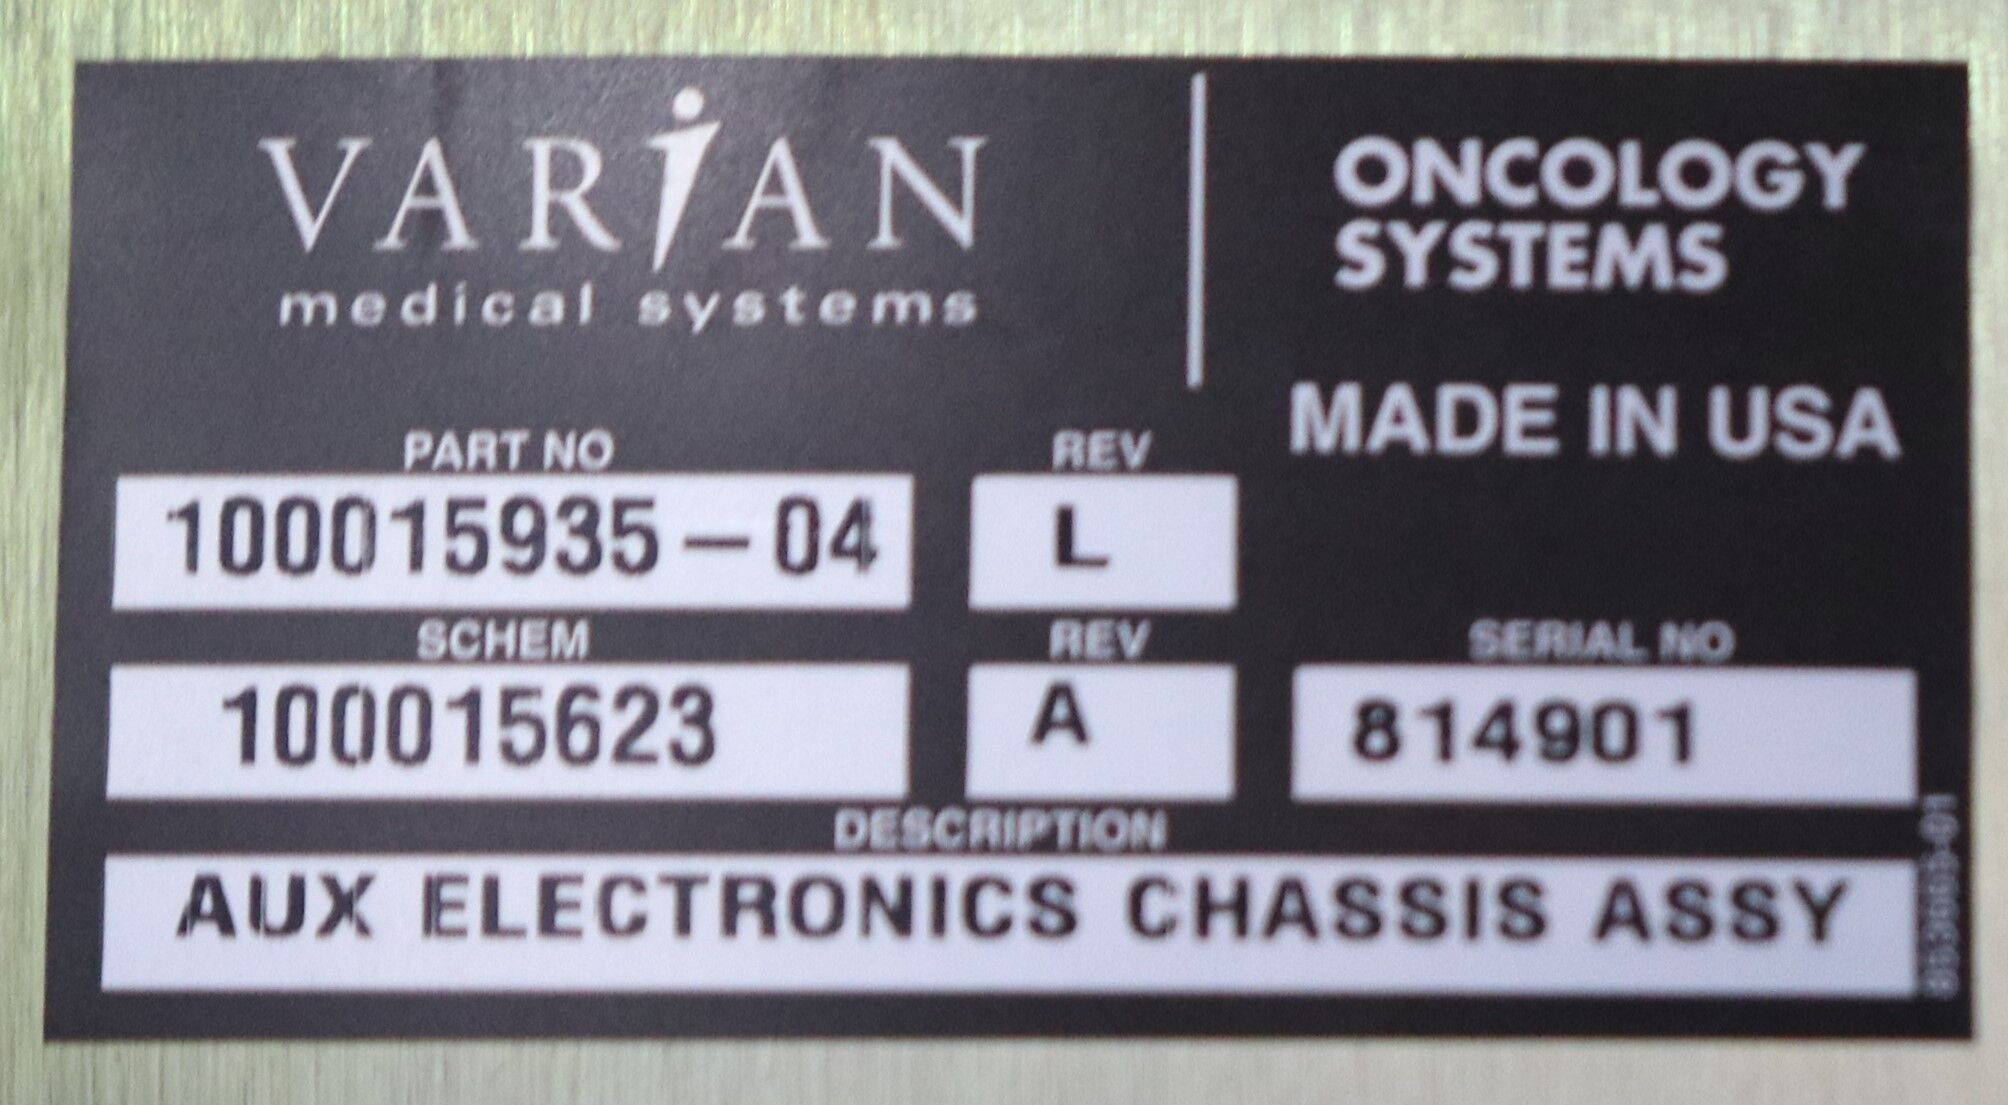 VARIAN
medical systems
ONCOLOGY
SYSTEMS
MADE IN USA
PART NO REV
100015935-04 L
SCHEM REV SERIAL NO
100015623 A 814901
DESCRIPTION
AUX ELECTRONICS CHASSIS ASSY